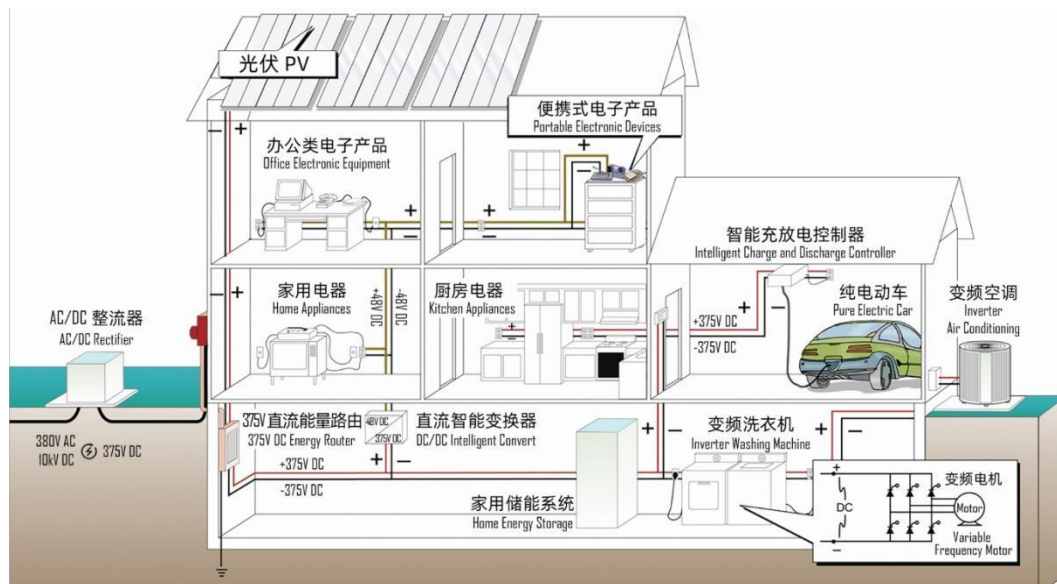 光伏 PV
便携式电子产品
Portable Electronic Devices
办公类电子产品
Office Electronic Equipment
智能充放电控制器
Intelligent Charge and Discharge Controller
家用电器
Home Appliances
+48V DC
-48V DC
厨房电器
Kitchen Appliances
+375V DC
-375V DC
纯电动车
Pure Electric Car
变频空调
Inverter
Air Conditioning
AC/DC 整流器
AC/DC Rectifier
380V AC
10kV DC
375V DC
375V直流能量路由
375V DC Energy Router
48V DC
375V DC
直流智能变换器
DC/DC Intelligent Convert
+375V DC
-375V DC
家用储能系统
Home Energy Storage
变频洗衣机
Inverter Washing Machine
DC
变频电机
Motor
Variable
Frequency Motor